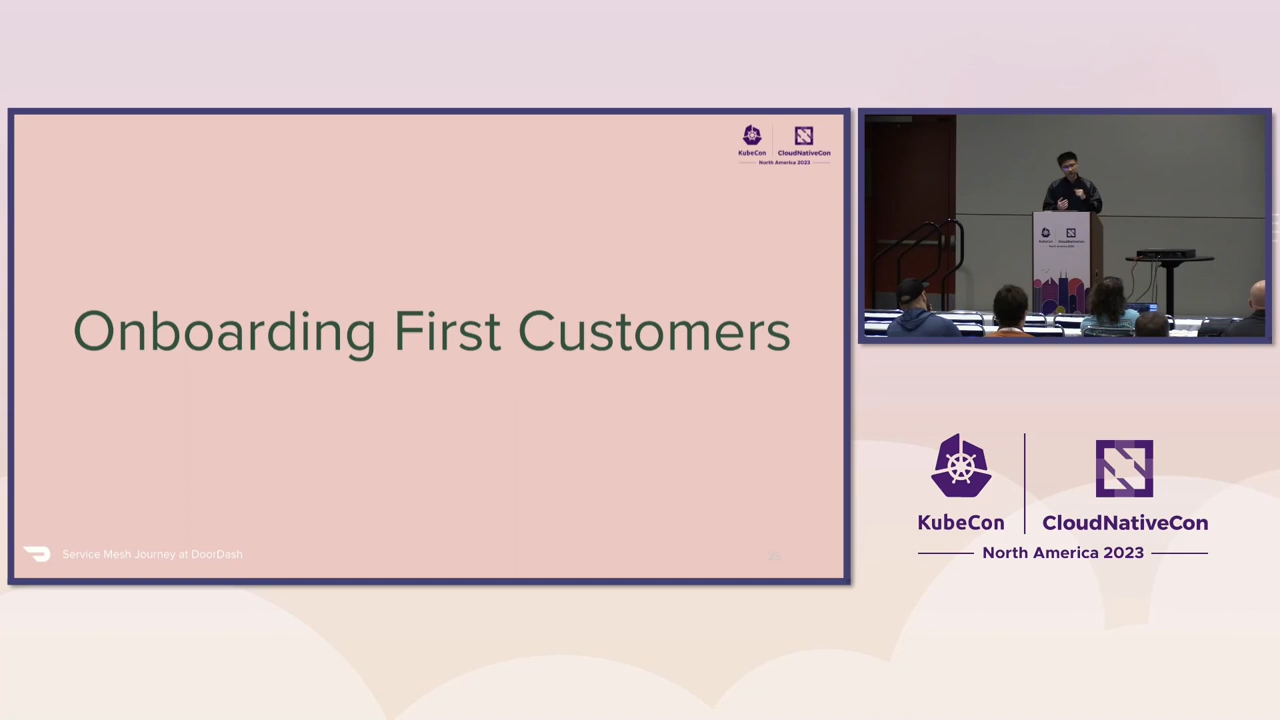 KubeCon
CloudNativeCon
North America 2023
Onboarding First Customers
Service Mesh Journey at DoorDash
KubeCon
CloudNativeCon
North America 2023